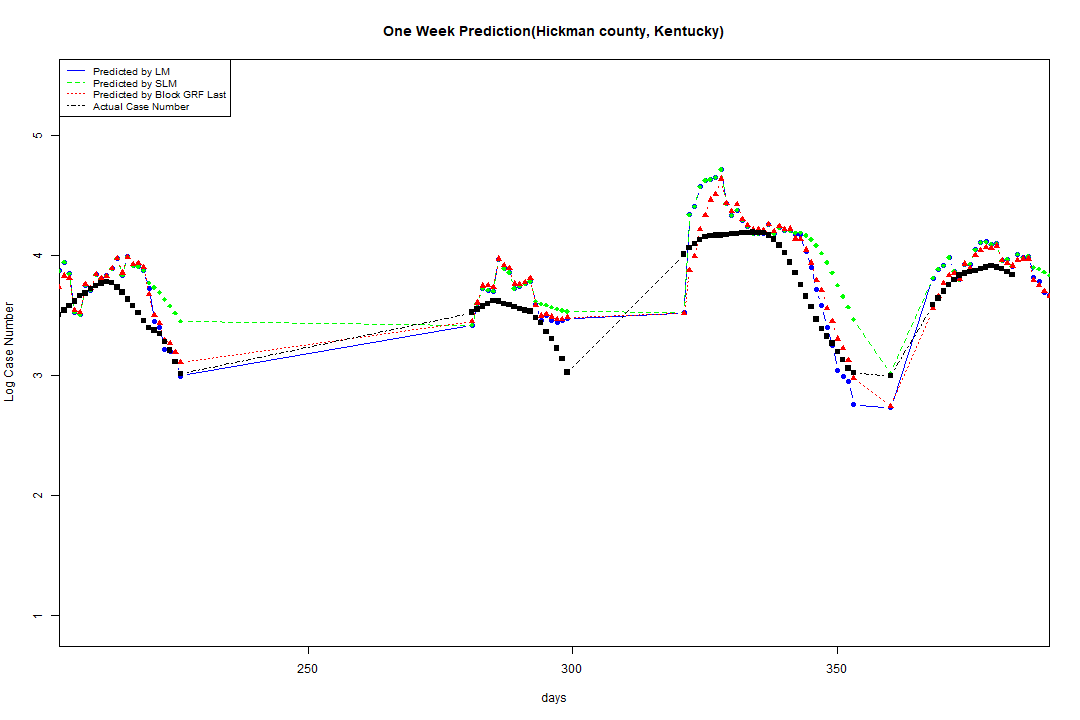 One Week Prediction(Hickman county, Kentucky)
Predicted by LM
Predicted by SLM
Predicted by Block GRF Last
Actual Case Number
5
4
3
2
1
Log Case Number
250 300 350
days